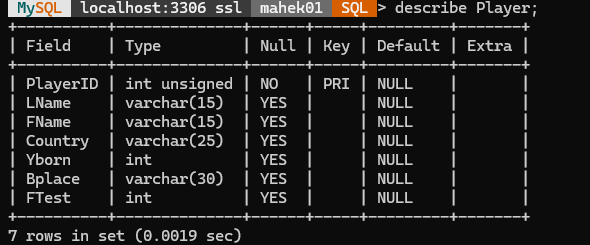 MySQL localhost:3306 ssl mahek01 SQL > describe Player;
+----------+--------------+------+-----+---------+-------+
| Field    | Type         | Null | Key | Default | Extra |
+----------+--------------+------+-----+---------+-------+
| PlayerID | int unsigned | NO   | PRI | NULL    |       |
| LName    | varchar(15)  | YES  |     | NULL    |       |
| FName    | varchar(15)  | YES  |     | NULL    |       |
| Country  | varchar(25)  | YES  |     | NULL    |       |
| Yborn    | int          | YES  |     | NULL    |       |
| Bplace   | varchar(30)  | YES  |     | NULL    |       |
| FTest    | int          | YES  |     | NULL    |       |
+----------+--------------+------+-----+---------+-------+
7 rows in set (0.0019 sec)